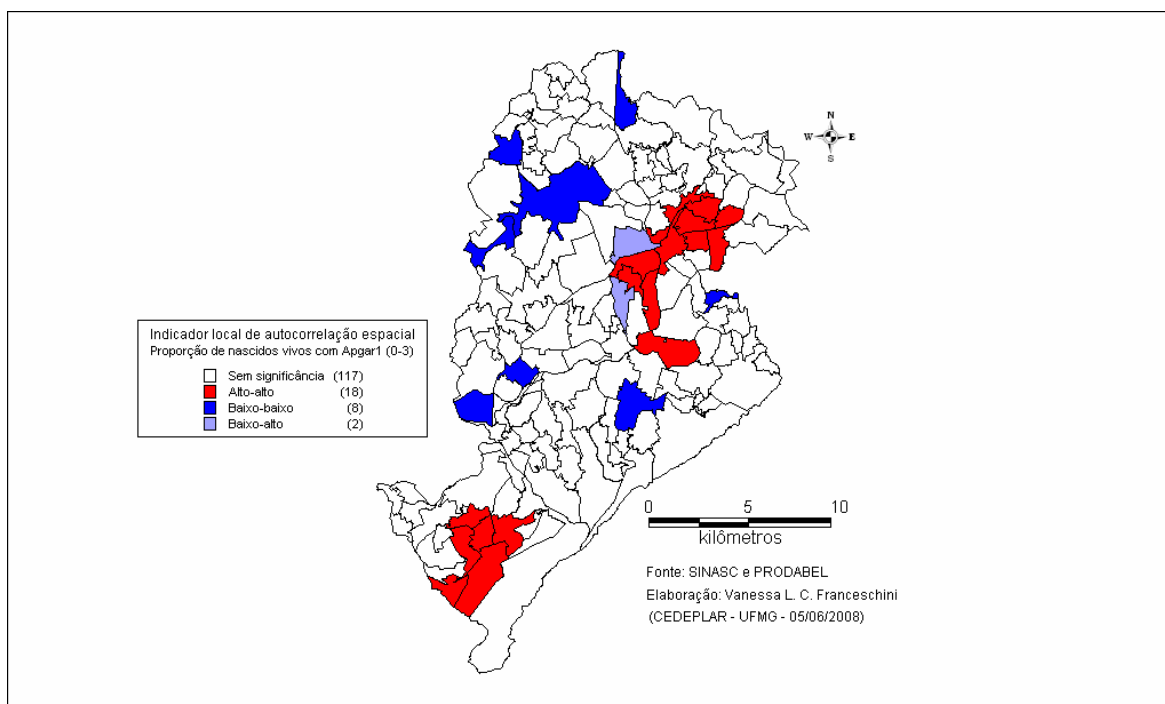 N
W E
S
Indicador local de autocorrelação espacial
Proporção de nascidos vivos com Apgar1 (0-3)
Sem significância (117)
Alto-alto (18)
Baixo-baixo (8)
Baixo-alto (2)
0 5 10
kilômetros
Fonte: SINASC e PRODABEL
Elaboração: Vanessa L. C. Franceschini
(CEDEPLAR - UFMG - 05/06/2008)